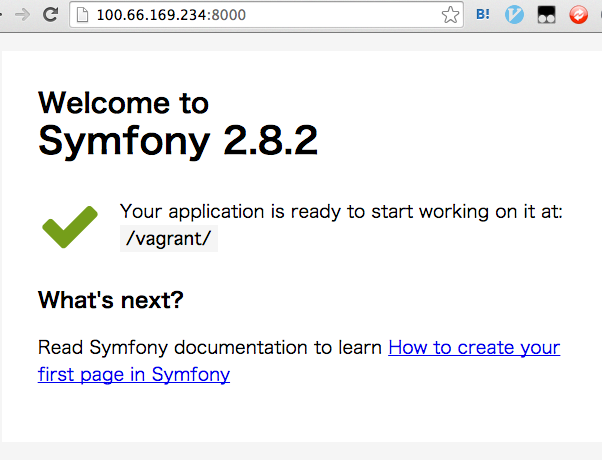 100.66.169.234:8000
B!
Welcome to
Symfony 2.8.2
Your application is ready to start working on it at:
/vagrant/
What's next?
Read Symfony documentation to learn How to create your
first page in Symfony